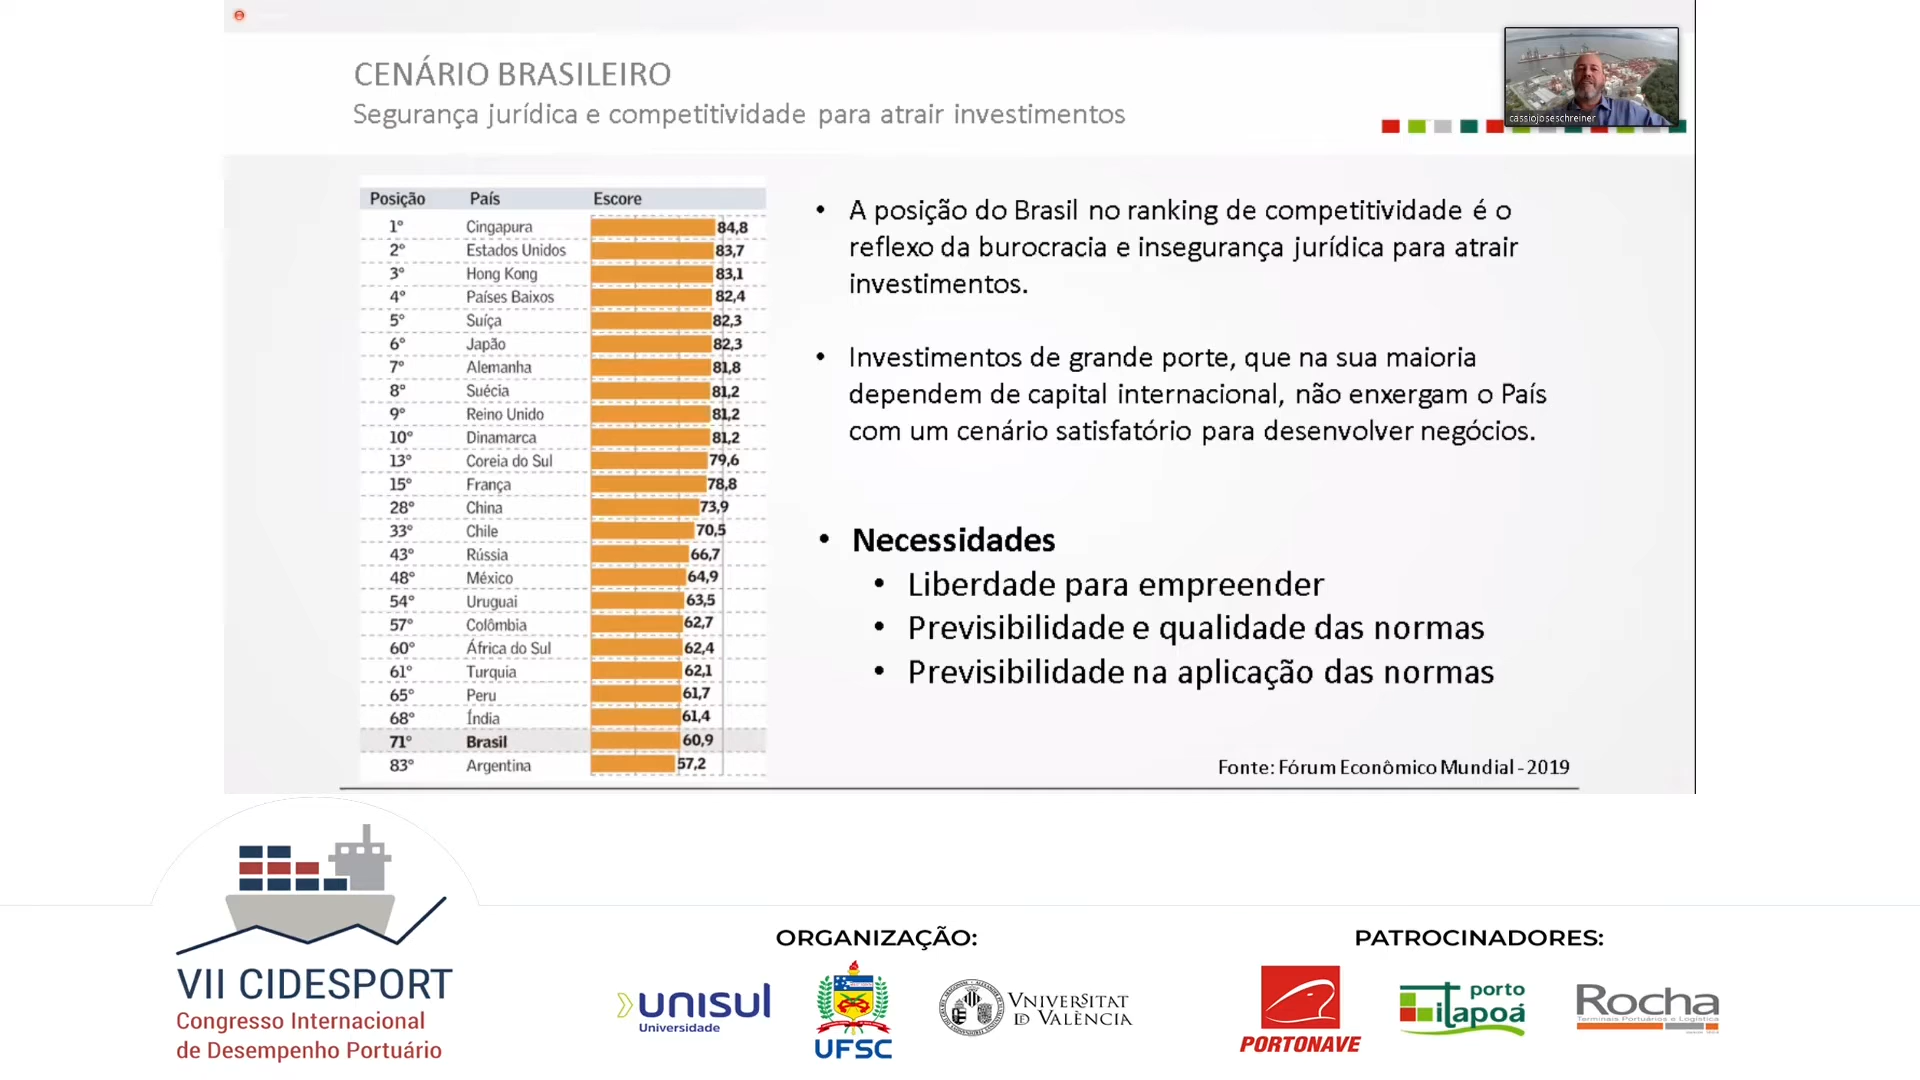 CENÁRIO BRASILEIRO
Segurança jurídica e competitividade para atrair investimentos
cassiojoseschreiner
Posição País Escore
1° Cingapura 84,8
2° Estados Unidos 83,7
3° Hong Kong 83,1
4° Países Baixos 82,4
5° Suíça 82,3
6° Japão 82,3
7° Alemanha 81,8
8° Suécia 81,2
9° Reino Unido 81,2
10° Dinamarca 81,2
13° Coreia do Sul 79,6
15° França 78,8
28° China 73,9
33° Chile 70,5
43° Rússia 66,7
48° México 64,9
54° Uruguai 63,5
57° Colômbia 62,7
60° África do Sul 62,4
61° Turquia 62,1
65° Peru 61,7
68° Índia 61,4
71° Brasil 60,9
83° Argentina 57,2
• A posição do Brasil no ranking de competitividade é o
reflexo da burocracia e insegurança jurídica para atrair
investimentos.
• Investimentos de grande porte, que na sua maioria
dependem de capital internacional, não enxergam o País
com um cenário satisfatório para desenvolver negócios.
• Necessidades
• Liberdade para empreender
• Previsibilidade e qualidade das normas
• Previsibilidade na aplicação das normas
Fonte: Fórum Econômico Mundial - 2019
VII CIDESPORT
Congresso Internacional
de Desempenho Portuário
ORGANIZAÇÃO:
unisul
Universidade
UFSC
VNIVERSITAT
DE VALÈNCIA
PATROCINADORES:
PORTONAVE
porto
itapoá
Rocha
Terminais Portuários e Logística